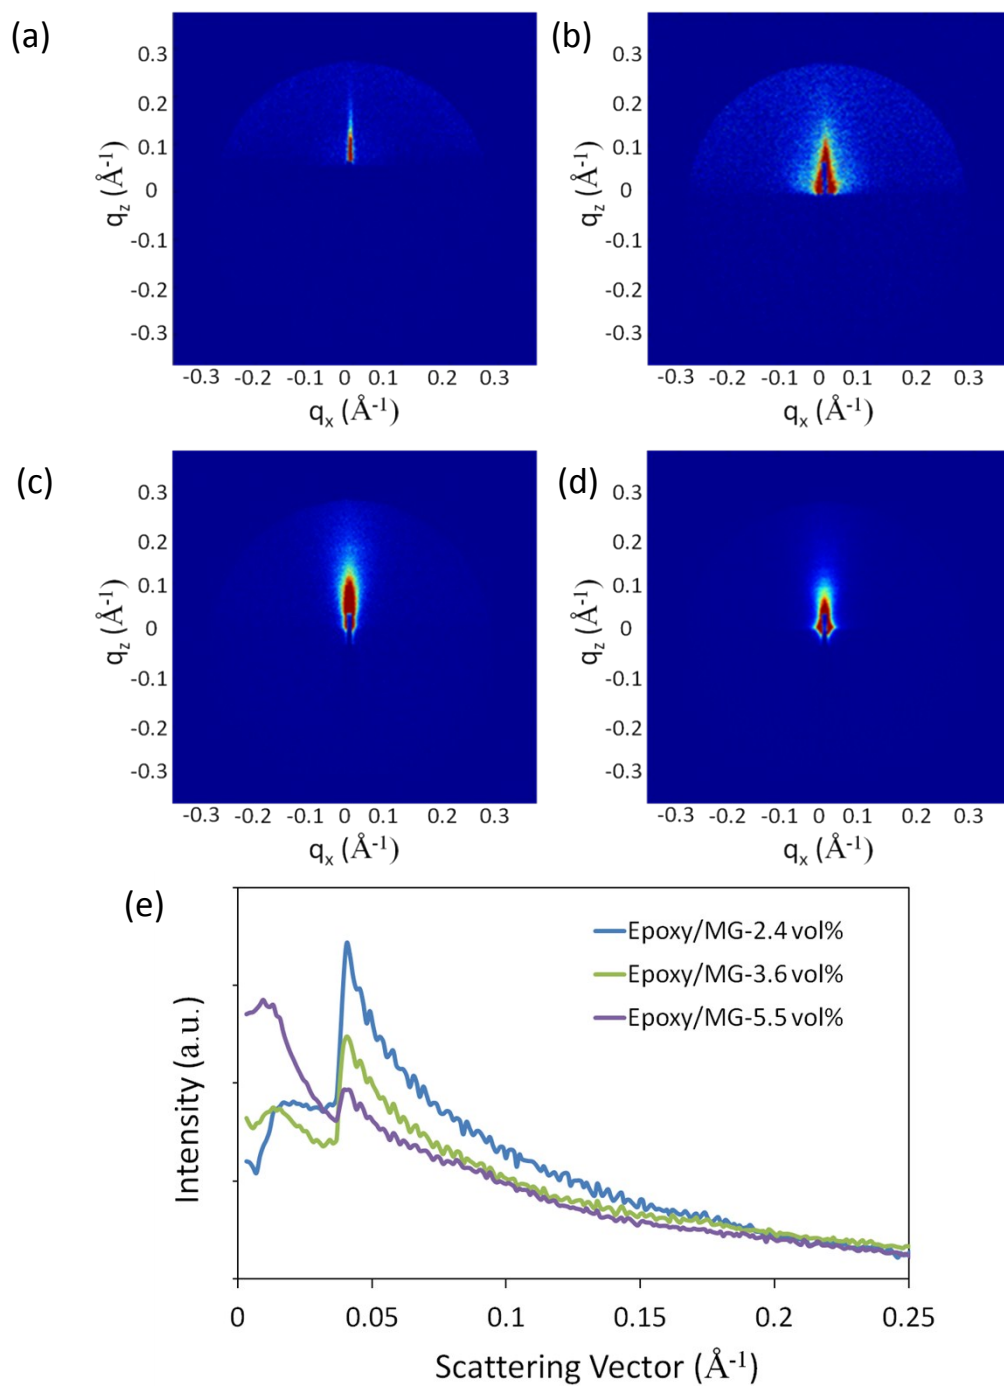 (a)
0.3
0.2
0.1
0
-0.1
-0.2
-0.3
qz (Å-1)
-0.3 -0.2 -0.1 0 0.1 0.2 0.3
qx (Å-1)
(b)
0.3
0.2
0.1
0
-0.1
-0.2
-0.3
qz (Å-1)
-0.3 -0.2 -0.1 0 0.1 0.2 0.3
qx (Å-1)
(c)
0.3
0.2
0.1
0
-0.1
-0.2
-0.3
qz (Å-1)
-0.3 -0.2 -0.1 0 0.1 0.2 0.3
qx (Å-1)
(d)
0.3
0.2
0.1
0
-0.1
-0.2
-0.3
qz (Å-1)
-0.3 -0.2 -0.1 0 0.1 0.2 0.3
qx (Å-1)
(e)
Epoxy/MG-2.4 vol%
Epoxy/MG-3.6 vol%
Epoxy/MG-5.5 vol%
Intensity (a.u.)
0 0.05 0.1 0.15 0.2 0.25
Scattering Vector (Å-1)